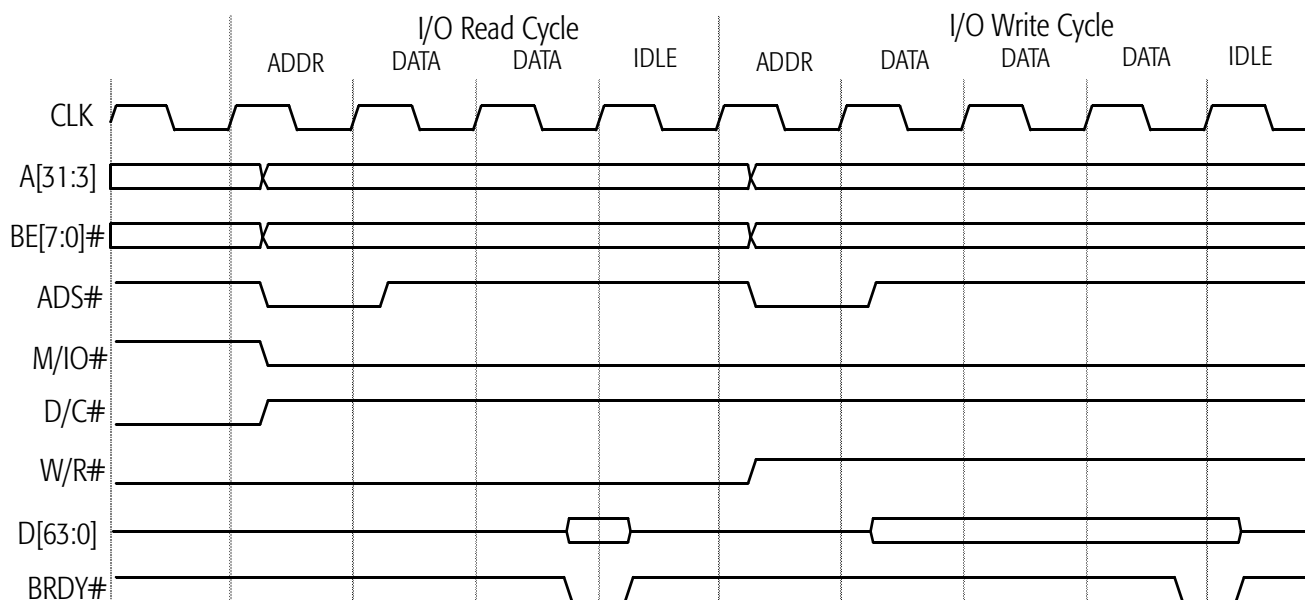 I/O Read Cycle I/O Write Cycle
ADDR DATA DATA IDLE ADDR DATA DATA DATA IDLE
CLK
A[31:3]
BE[7:0]#
ADS#
M/IO#
D/C#
W/R#
D[63:0]
BRDY#